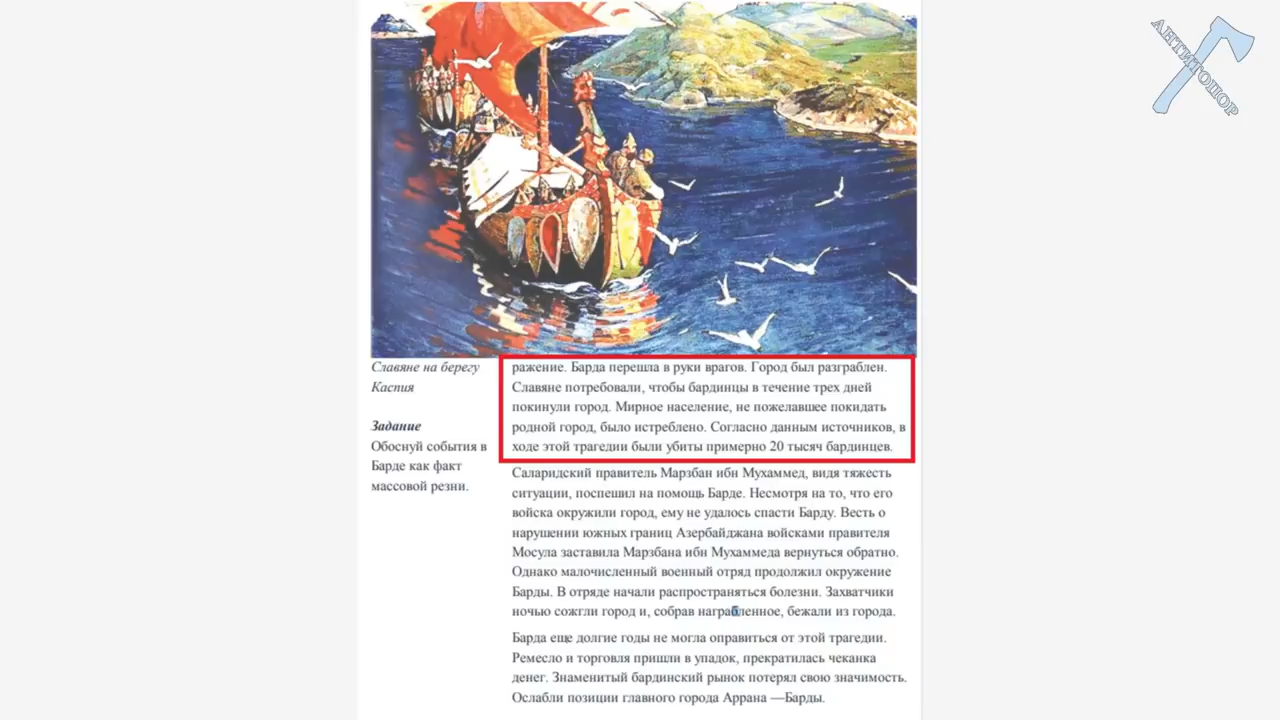 АНТИТОПОР
Славяне на берегу
Каспия
Задание
Обоснуй события в
Барде как факт
массовой резни.
ражение. Барда перешла в руки врагов. Город был разграблен.
Славяне потребовали, чтобы бардинцы в течение трех дней
покинули город. Мирное население, не пожелавшее покидать
родной город, было истреблено. Согласно данным источников, в
ходе этой трагедии были убиты примерно 20 тысяч бардинцев.
Саларидский правитель Марзбан ибн Мухаммед, видя тяжесть
ситуации, поспешил на помощь Барде. Несмотря на то, что его
войска окружили город, ему не удалось спасти Барду. Весть о
нарушении южных границ Азербайджана войсками правителя
Мосула заставила Марзбана ибн Мухаммеда вернуться обратно.
Однако малочисленный военный отряд продолжил окружение
Барды. В отряде начали распространяться болезни. Захватчики
ночью сожгли город и, собрав награбленное, бежали из города.
Барда еще долгие годы не могла оправиться от этой трагедии.
Ремесло и торговля пришли в упадок, прекратилась чеканка
денег. Знаменитый бардинский рынок потерял свою значимость.
Ослабли позиции главного города Аррана —Барды.